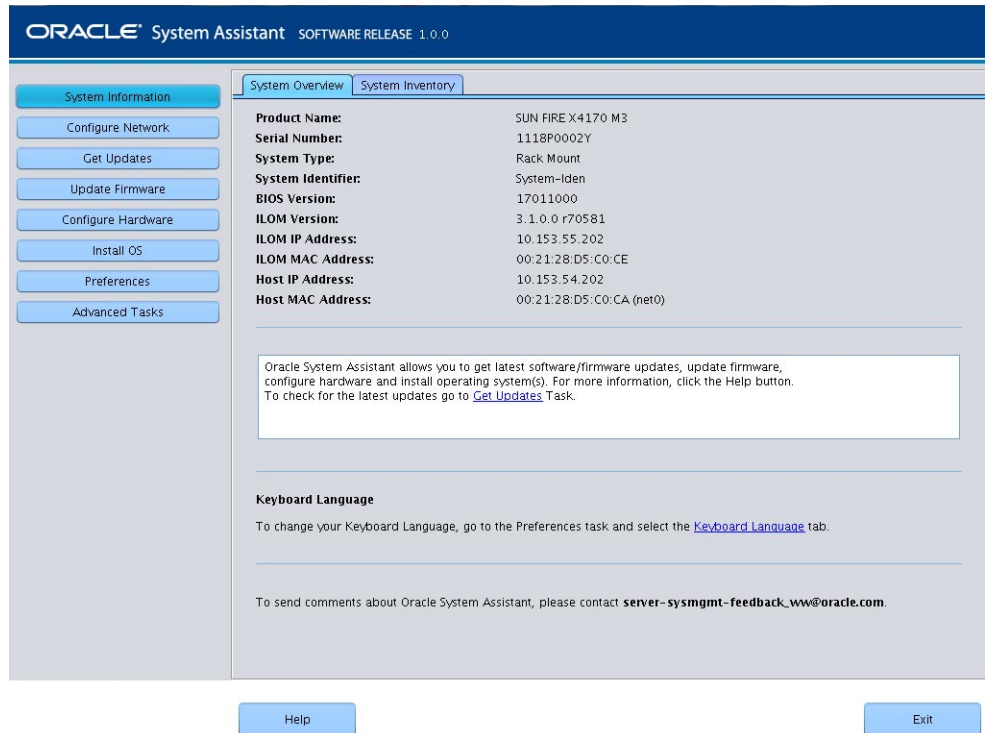 ORACLE® System Assistant SOFTWARE RELEASE 1.0.0
System Information
Configure Network
Get Updates
Update Firmware
Configure Hardware
Install OS
Preferences
Advanced Tasks
System Overview
System Inventory
Product Name: SUN FIRE X4170 M3
Serial Number: 1118P0002Y
System Type: Rack Mount
System Identifier: System-Iden
BIOS Version: 17011000
ILOM Version: 3.1.0.0 r70581
ILOM IP Address: 10.153.55.202
ILOM MAC Address: 00:21:28:D5:C0:CE
Host IP Address: 10.153.54.202
Host MAC Address: 00:21:28:D5:C0:CA (net0)
Oracle System Assistant allows you to get latest software/firmware updates, update firmware,
configure hardware and install operating system(s). For more information, click the Help button.
To check for the latest updates go to Get Updates Task.
Keyboard Language
To change your Keyboard Language, go to the Preferences task and select the Keyboard Language tab.
To send comments about Oracle System Assistant, please contact server-sysmgmt-feedback_ww@oracle.com.
Help
Exit